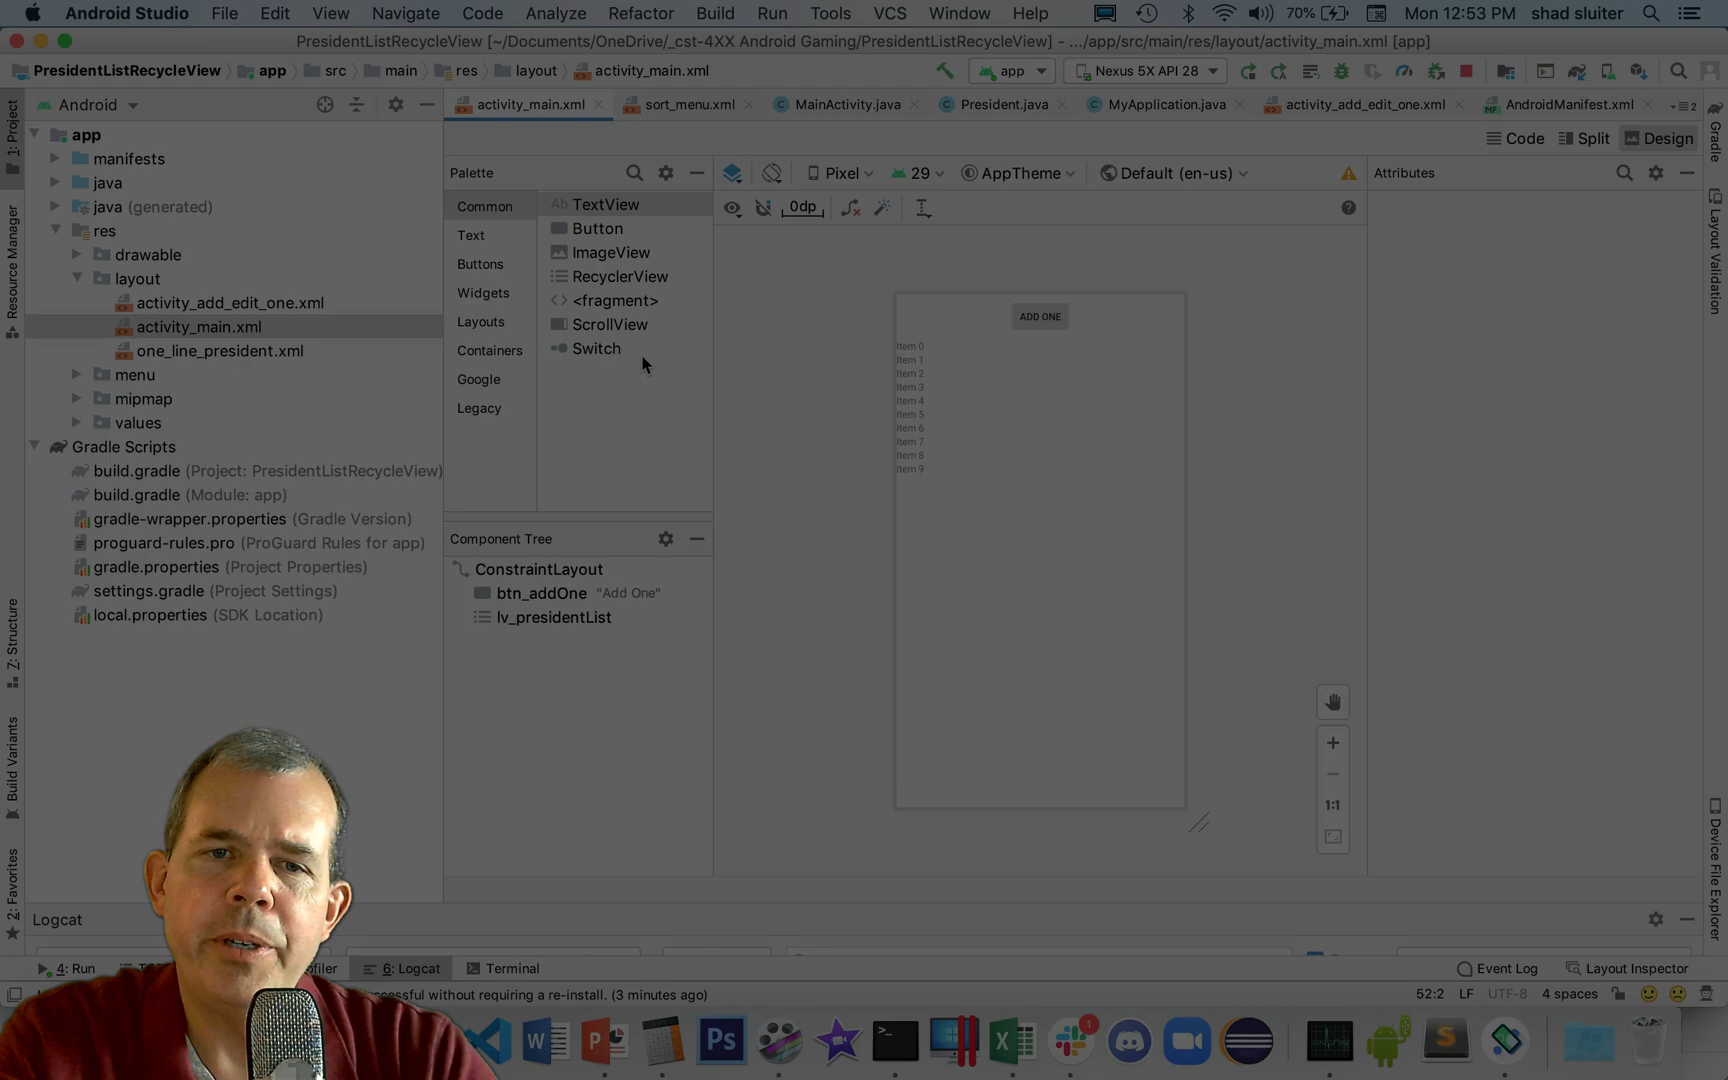 Android Studio File Edit View Navigate Code Analyze Refactor Build Run Tools VCS Window Help 70% Mon 12:53 PM shad sluiter
PresidentListRecycleView [~/Documents/OneDrive/_cst-4XX Android Gaming/PresidentListRecycleView] - .../app/src/main/res/layout/activity_main.xml [app]
PresidentListRecycleView app src main res layout activity_main.xml app Nexus 5X API 28
Android
activity_main.xml sort_menu.xml MainActivity.java President.java MyApplication.java activity_add_edit_one.xml AndroidManifest.xml 2
Code Split Design
1: Project
Resource Manager
7: Structure
Build Variants
2: Favorites
app
manifests
java
java (generated)
res
drawable
layout
activity_add_edit_one.xml
activity_main.xml
one_line_president.xml
menu
mipmap
values
Gradle Scripts
build.gradle (Project: PresidentListRecycleView)
build.gradle (Module: app)
gradle-wrapper.properties (Gradle Version)
proguard-rules.pro (ProGuard Rules for app)
gradle.properties (Project Properties)
settings.gradle (Project Settings)
local.properties (SDK Location)
Palette
Common
Text
Buttons
Widgets
Layouts
Containers
Google
Legacy
Ab TextView
Button
ImageView
RecyclerView
<fragment>
ScrollView
Switch
Component Tree
ConstraintLayout
btn_addOne "Add One"
lv_presidentList
Pixel 29 AppTheme Default (en-us)
0dp
ADD ONE
Item 0
Item 1
Item 2
Item 3
Item 4
Item 5
Item 6
Item 7
Item 8
Item 9
1:1
Attributes
Gradle
Layout Validation
Device File Explorer
Logcat
4: Run 6: Logcat Terminal Event Log Layout Inspector
without requiring a re-install. (3 minutes ago) 52:2 LF UTF-8 4 spaces
W P Ps >_ X 1 S